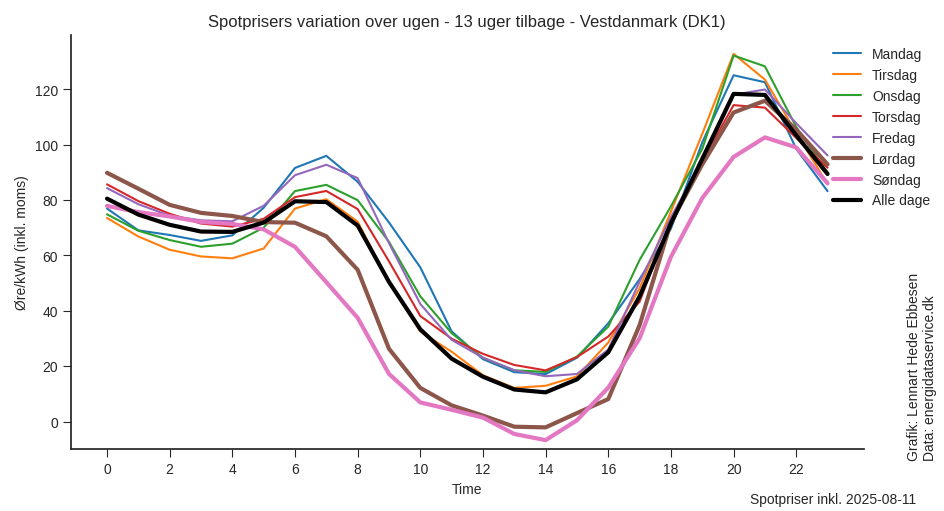 Spotprisers variation over ugen - 13 uger tilbage - Vestdanmark (DK1)
Øre/kWh (inkl. moms)
120
100
80
60
40
20
0
0 2 4 6 8 10 12 14 16 18 20 22
Time
Mandag
Tirsdag
Onsdag
Torsdag
Fredag
Lørdag
Søndag
Alle dage
Grafik: Lennart Hede Ebbesen
Data: energidataservice.dk
Spotpriser inkl. 2025-08-11